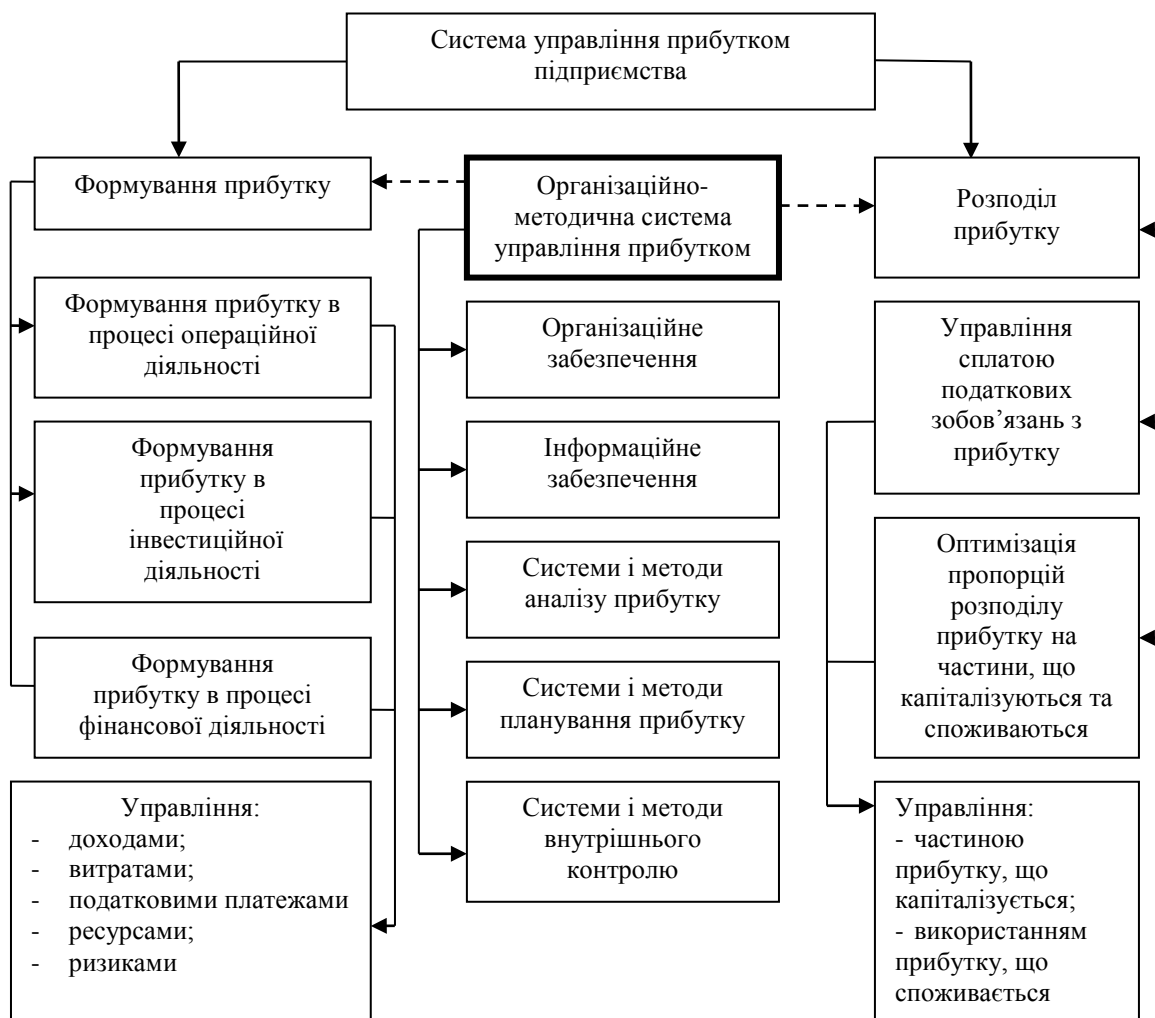 Система управління прибутком
підприємства
Формування прибутку
Організаційно-
методична система
управління прибутком
Розподіл
прибутку
Формування прибутку в
процесі операційної
діяльності
Організаційне
забезпечення
Управління
сплатою
податкових
зобов’язань з
прибутку
Формування
прибутку в
процесі
інвестиційної
діяльності
Інформаційне
забезпечення
Системи і методи
аналізу прибутку
Оптимізація
пропорцій
розподілу
прибутку на
частини, що
капіталізуються та
споживаються
Формування
прибутку в процесі
фінансової діяльності
Системи і методи
планування прибутку
Управління:
- доходами;
- витратами;
- податковими платежами
- ресурсами;
- ризиками
Системи і методи
внутрішнього
контролю
Управління:
- частиною
прибутку, що
капіталізується;
- використанням
прибутку, що
споживається